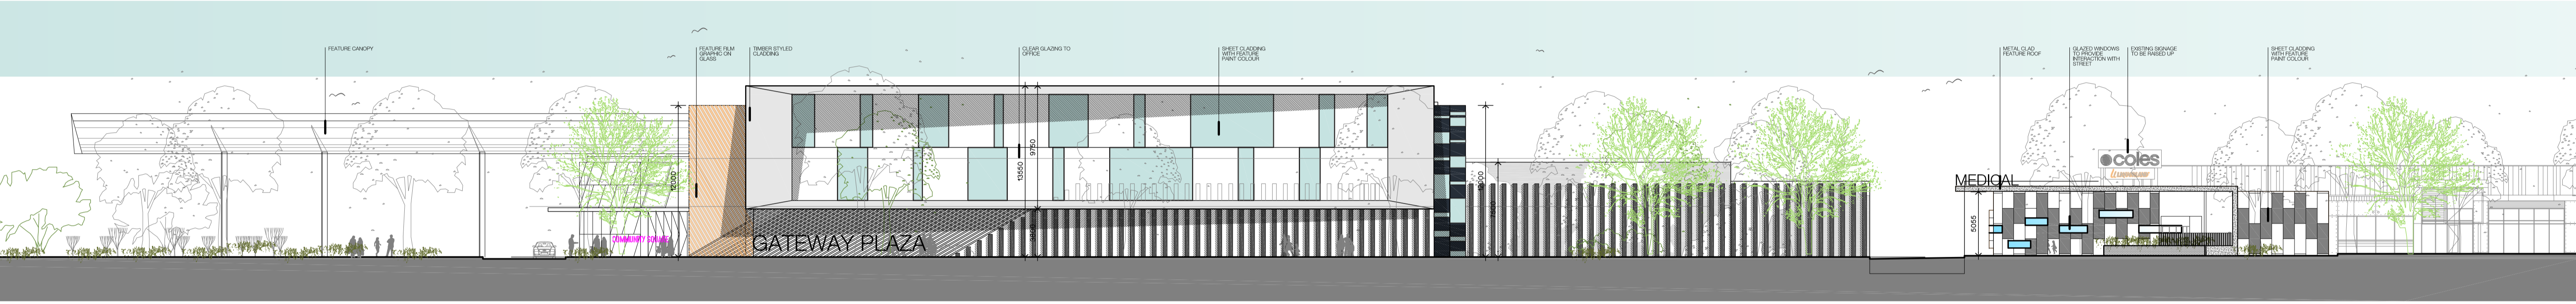 FEATURE CANOPY
FEATURE FILM
GRAPHIC ON
GLASS
TIMBER STYLED
CLADDING
CLEAR GLAZING TO
OFFICE
SHEET CLADDING
WITH FEATURE
PAINT COLOUR
METAL CLAD
FEATURE ROOF
GLAZED WINDOWS
TO PROVIDE
INTERACTION WITH
STREET
EXISTING SIGNAGE
TO BE RAISED UP
SHEET CLADDING
WITH FEATURE
PAINT COLOUR
12000
13550
9750
coles
MEDICAL
5055
COMMUNITY SQUARE
GATEWAY PLAZA